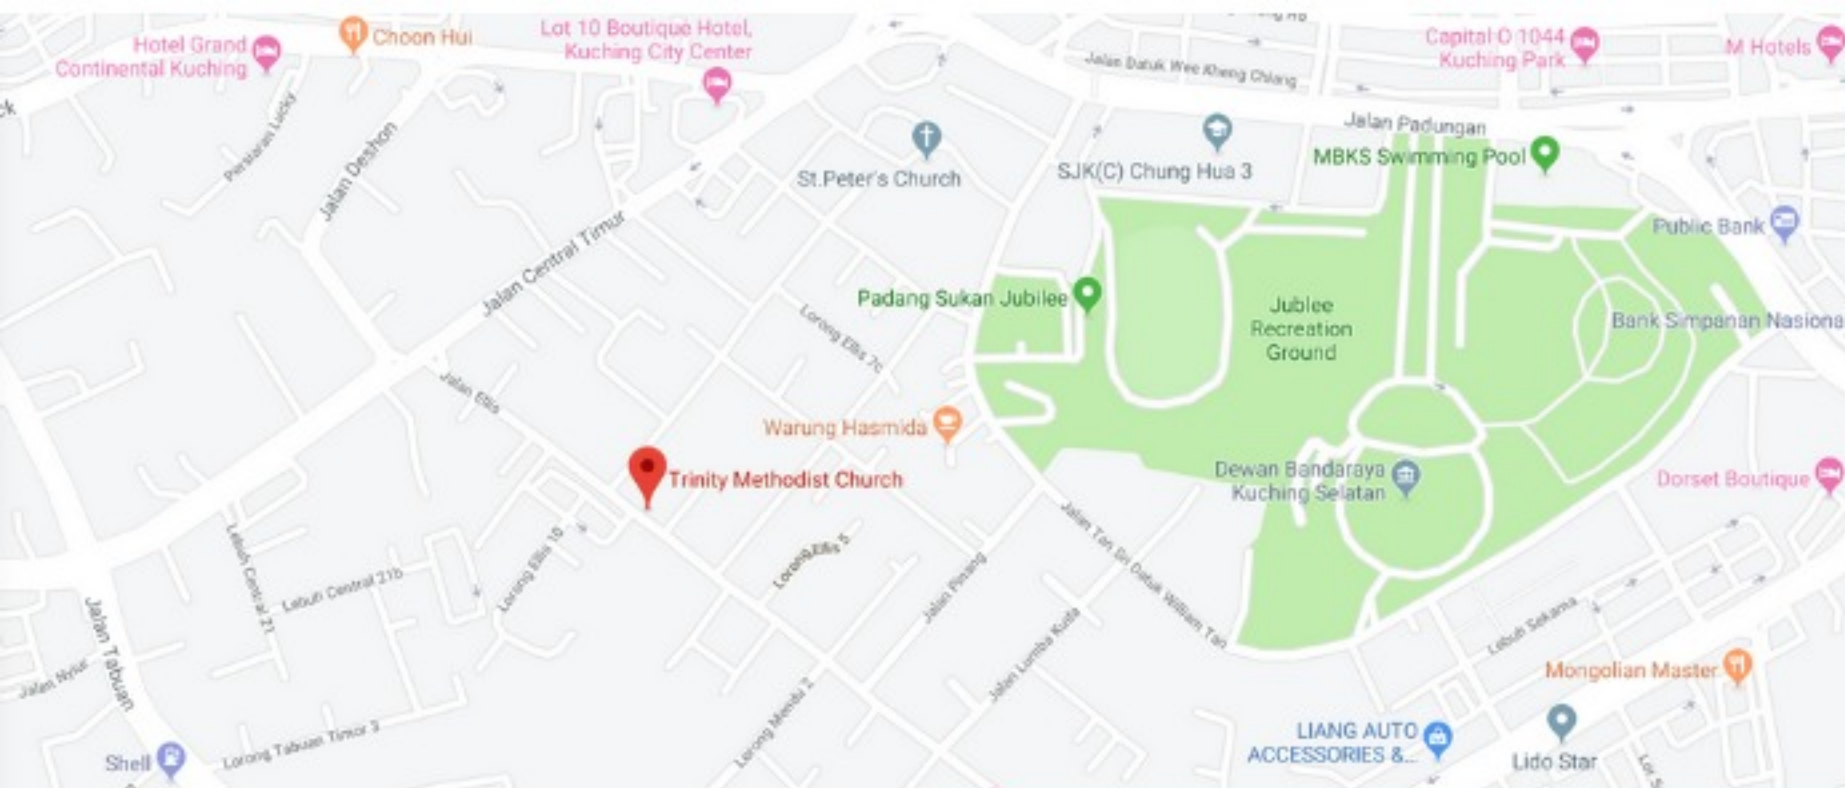 Hotel Grand
Continental Kuching
Choon Hui
Lot 10 Boutique Hotel,
Kuching City Center
Capital O 1044
Kuching Park
M Hotels
Jalan Datuk Wee Kheng Chiang
Persiaran Lucky
Jalan Deshon
St.Peter's Church
SJK(C) Chung Hua 3
Jalan Padungan
MBKS Swimming Pool
Public Bank
Jalan Central Timur
Padang Sukan Jubilee
Jublee
Recreation
Ground
Bank Simpanan Nasiona
Lorong Ellis 7c
Jalan Ellis
Warung Hasmida
Trinity Methodist Church
Dewan Bandaraya
Kuching Selatan
Dorset Boutique
Lebuh Central 21
Lebuh Central 21b
Lorong Ellis 10
Lorong Ellis 5
Jalan Pinang
Jalan Tan Sri Datuk William Tan
Jalan Lumba Kuda
Lebuh Sekama
Jalan Tabuan
Jalan Nyiur
Mongolian Master
Lorong Mendu 2
Lorong Tabuan Timor 3
Shell
LIANG AUTO
ACCESSORIES &...
Lido Star
Lor S